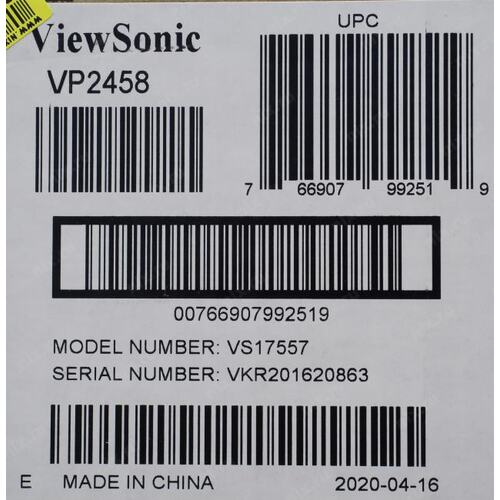 ViewSonic
UPC
VP2458
7 66907 99251 9
00766907992519
MODEL NUMBER: VS17557
SERIAL NUMBER: VKR201620863
E MADE IN CHINA 2020-04-16